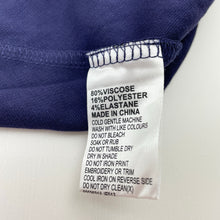 80%VISCOSE
16%POLYESTER
4%ELASTANE
MADE IN CHINA
COLD GENTLE MACHINE
WASH WITH LIKE COLOURS
DO NOT BLEACH
SOAK OR RUB
DO NOT TUMBLE DRY
DRY IN SHADE
DO NOT IRON PRINT
EMBROIDERY OR TRIM
COOL IRON ON REVERSE SIDE
DO NOT DRY CLEAN(X)